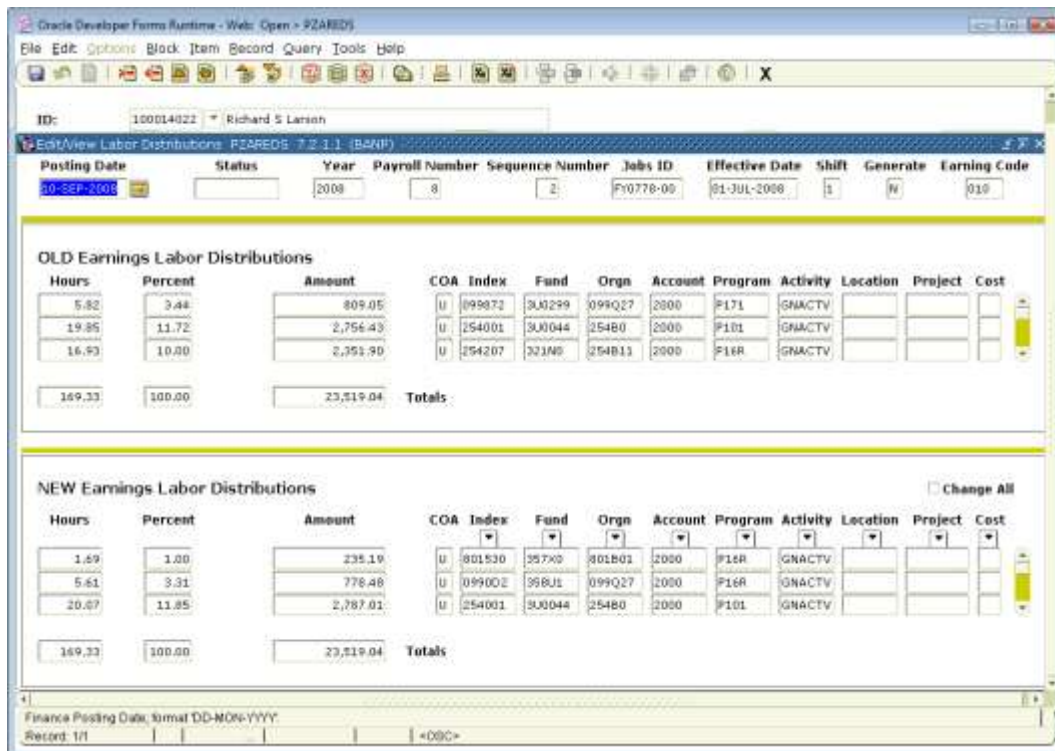 Oracle Developer Forms Runtime - Web: Open > PZAREDS
File Edit Options Block Item Record Query Tools Help
X
ID: 100014022 Richard S Larson
Edit/View Labor Distributions PZAREDS 7.2.1.1 (BANP)
Posting Date Status Year Payroll Number Sequence Number Jobs ID Effective Date Shift Generate Earning Code
10-SEP-2008 2008 8 2 FY0778-00 01-JUL-2008 1 N 010
OLD Earnings Labor Distributions
Hours Percent Amount COA Index Fund Orgn Account Program Activity Location Project Cost
5.82 3.44 809.05 U 099872 3U0299 099Q27 2000 P171 GNACTV
19.85 11.72 2,756.43 U 254001 3U0044 254B0 2000 P101 GNACTV
16.93 10.00 2,351.90 U 254207 321N0 254B11 2000 P16R GNACTV
169.33 100.00 23,519.04 Totals
NEW Earnings Labor Distributions Change All
Hours Percent Amount COA Index Fund Orgn Account Program Activity Location Project Cost
1.69 1.00 235.19 U 801530 357X0 801B01 2000 P16R GNACTV
5.61 3.31 778.48 U 0990D2 358U1 099Q27 2000 P16R GNACTV
20.07 11.85 2,787.01 U 254001 3U0044 254B0 2000 P101 GNACTV
169.33 100.00 23,519.04 Totals
Finance Posting Date; format 'DD-MON-YYYY'.
Record: 1/1 <OSC>